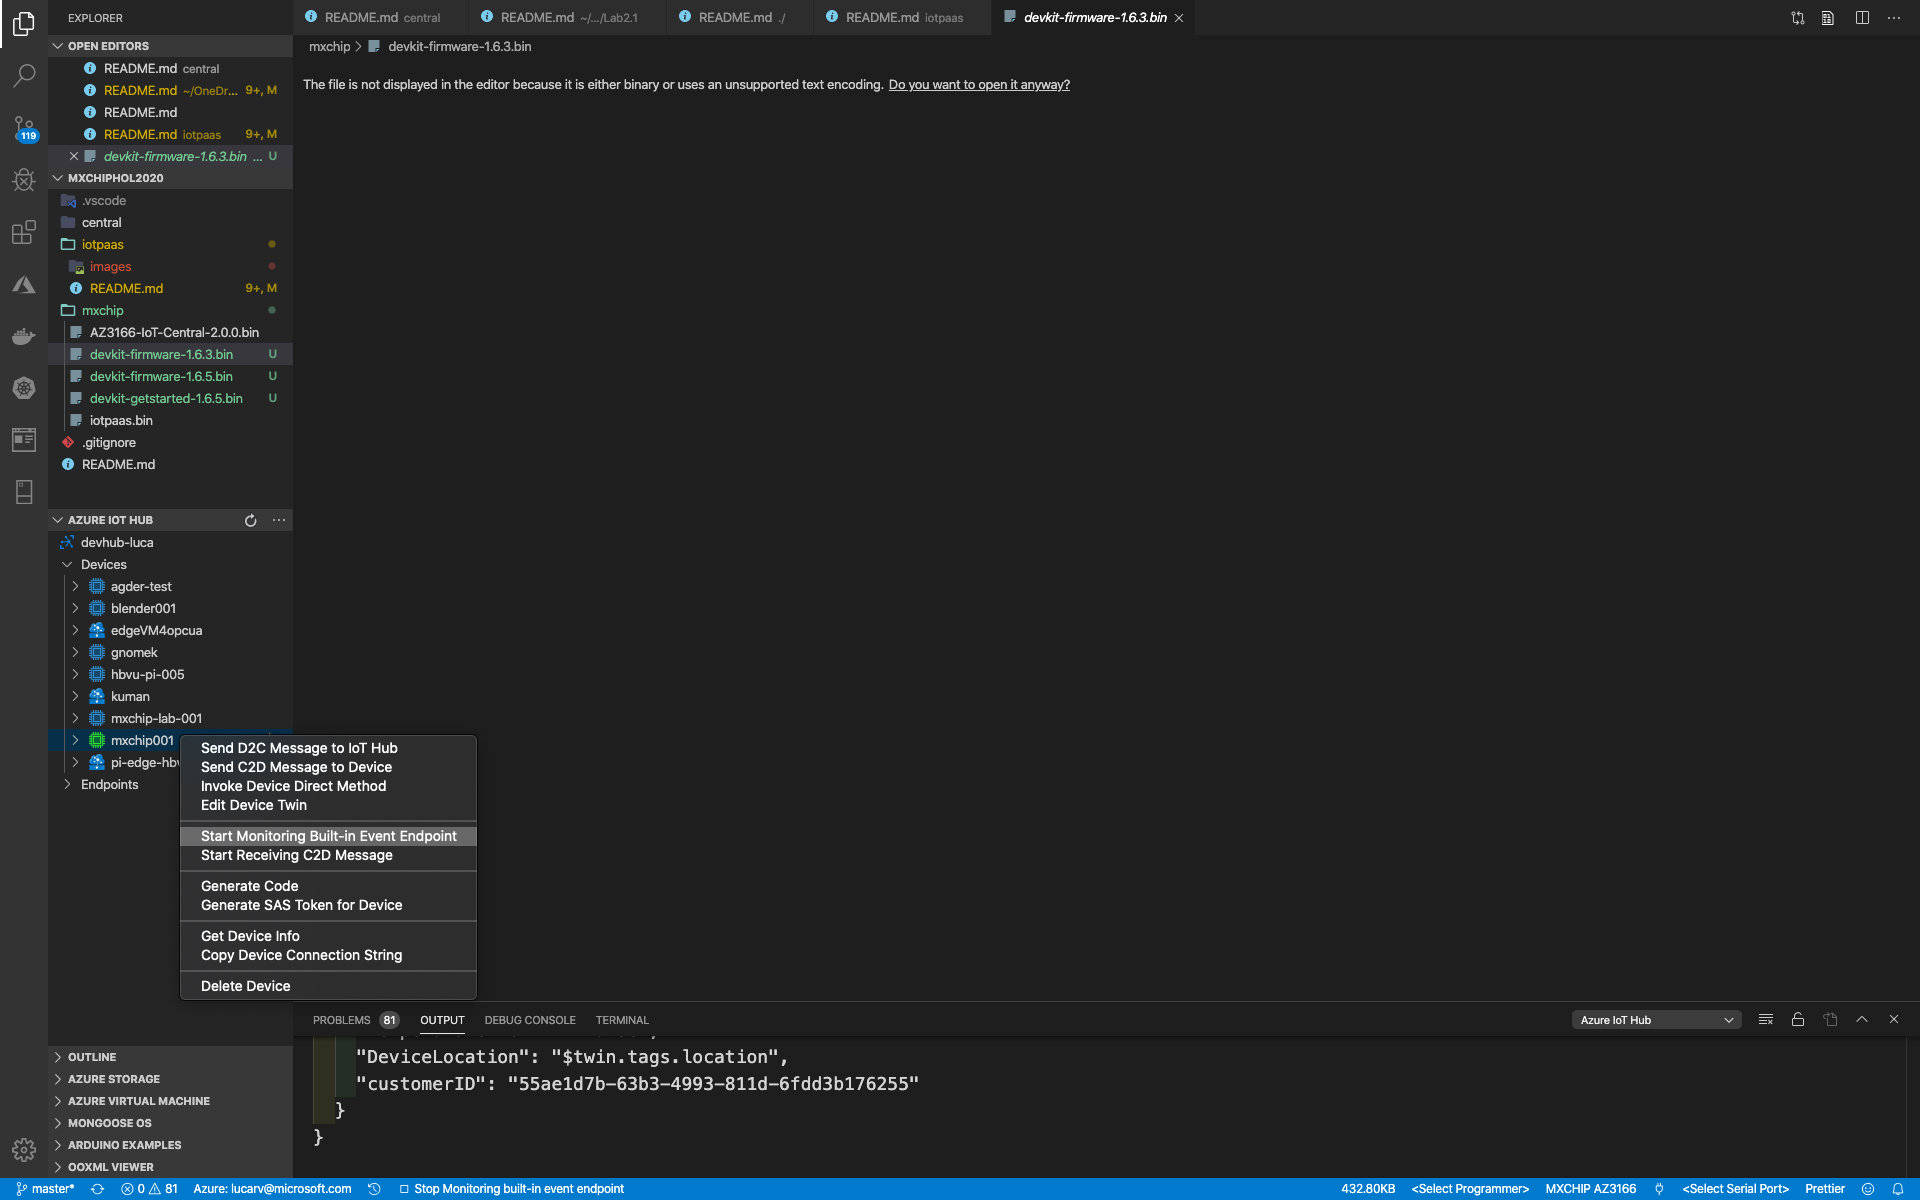 EXPLORER
OPEN EDITORS
README.md central
README.md ~/OneDr... 9+, M
README.md
README.md iotpaas 9+, M
devkit-firmware-1.6.3.bin ... U
MXCHIPHOL2020
.vscode
central
iotpaas
images
README.md 9+, M
mxchip
AZ3166-IoT-Central-2.0.0.bin
devkit-firmware-1.6.3.bin U
devkit-firmware-1.6.5.bin U
devkit-getstarted-1.6.5.bin U
iotpaas.bin
.gitignore
README.md
119
AZURE IOT HUB
devhub-luca
Devices
agder-test
blender001
edgeVM4opcua
gnomek
hbvu-pi-005
kuman
mxchip-lab-001
mxchip001
pi-edge-hbv
Endpoints
Send D2C Message to IoT Hub
Send C2D Message to Device
Invoke Device Direct Method
Edit Device Twin
Start Monitoring Built-in Event Endpoint
Start Receiving C2D Message
Generate Code
Generate SAS Token for Device
Get Device Info
Copy Device Connection String
Delete Device
OUTLINE
AZURE STORAGE
AZURE VIRTUAL MACHINE
MONGOOSE OS
ARDUINO EXAMPLES
OOXML VIEWER
README.md central
README.md ~/.../Lab2.1
README.md ./
README.md iotpaas
devkit-firmware-1.6.3.bin
mxchip > devkit-firmware-1.6.3.bin
The file is not displayed in the editor because it is either binary or uses an unsupported text encoding. Do you want to open it anyway?
PROBLEMS 81 OUTPUT DEBUG CONSOLE TERMINAL
Azure IoT Hub
"DeviceLocation": "$twin.tags.location",
"customerID": "55ae1d7b-63b3-4993-811d-6fdd3b176255"
}
}
master* 0 81 Azure: lucarv@microsoft.com Stop Monitoring built-in event endpoint
432.80KB <Select Programmer> MXCHIP AZ3166 <Select Serial Port> Prettier